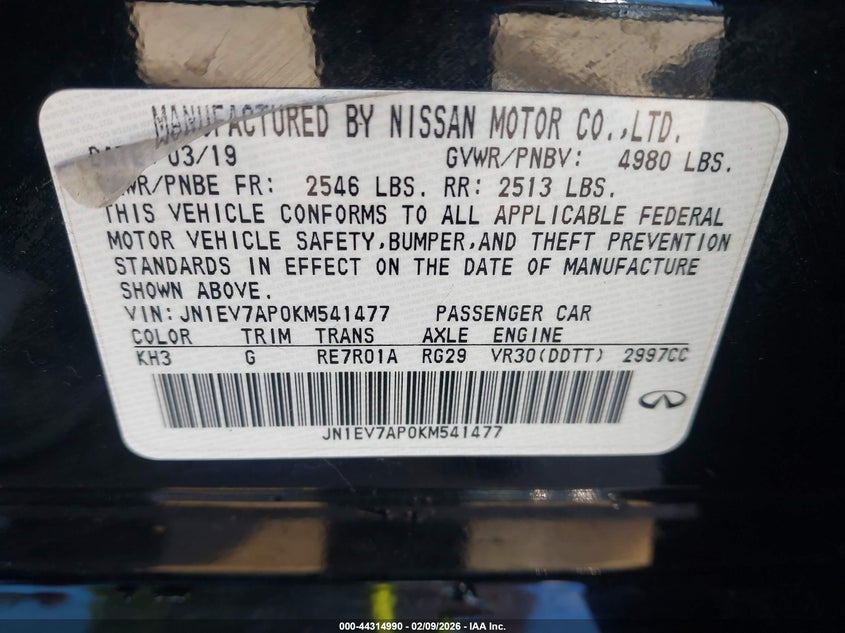 MANUFACTURED BY NISSAN MOTOR CO.,LTD.
DATE 03/19 GVWR/PNBV: 4980 LBS.
GWR/PNBE FR: 2546 LBS. RR: 2513 LBS.
THIS VEHICLE CONFORMS TO ALL APPLICABLE FEDERAL
MOTOR VEHICLE SAFETY,BUMPER,AND THEFT PREVENTION
STANDARDS IN EFFECT ON THE DATE OF MANUFACTURE
SHOWN ABOVE.
VIN:JN1EV7AP0KM541477 PASSENGER CAR
COLOR TRIM TRANS AXLE ENGINE
KH3 G RE7R01A RG29 VR30(DDTT) 2997CC
JN1EV7AP0KM541477
000-44314990 - 02/09/2026 - IAA Inc.